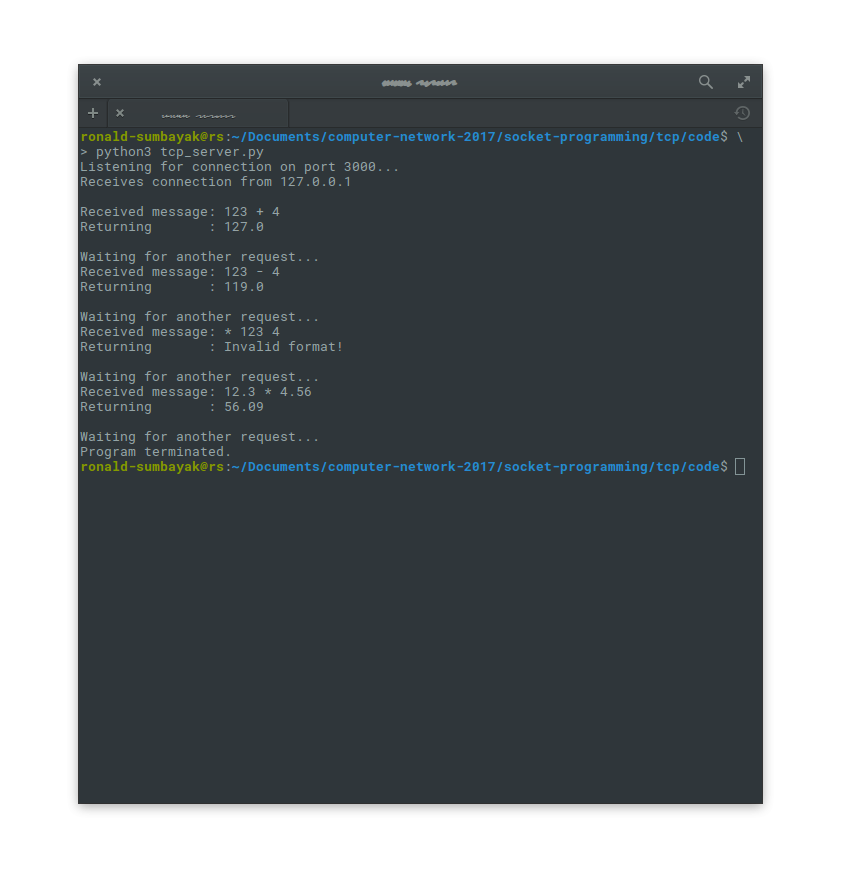 ronald-sumbayak@rs:~/Documents/computer-network-2017/socket-programming/tcp/code$ \
> python3 tcp_server.py
Listening for connection on port 3000...
Receives connection from 127.0.0.1
Received message: 123 + 4
Returning       : 127.0
Waiting for another request...
Received message: 123 - 4
Returning       : 119.0
Waiting for another request...
Received message: * 123 4
Returning       : Invalid format!
Waiting for another request...
Received message: 12.3 * 4.56
Returning       : 56.09
Waiting for another request...
Program terminated.
ronald-sumbayak@rs:~/Documents/computer-network-2017/socket-programming/tcp/code$